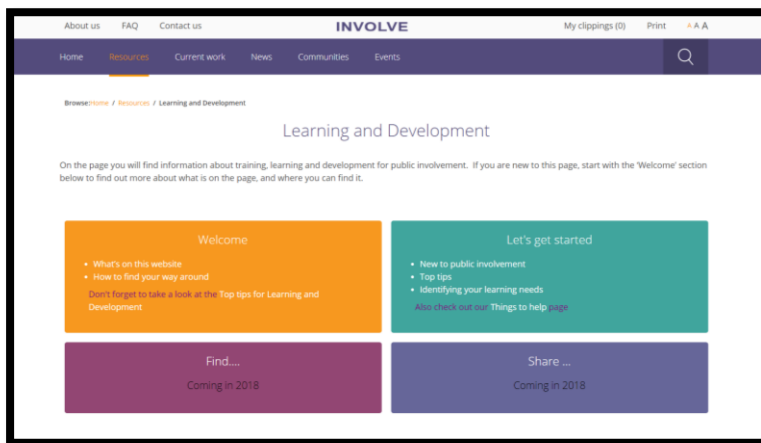 About us FAQ Contact us INVOLVE My clippings (0) Print A A A
Home Resources Current work News Communities Events
Browse:Home / Resources / Learning and Development
Learning and Development
On the page you will find information about training, learning and development for public involvement. If you are new to this page, start with the 'Welcome' section
below to find out more about what is on the page, and where you can find it.
Welcome
• What's on this website
• How to find your way around
Don't forget to take a look at the Top tips for Learning and
Development
Let's get started
• New to public involvement
• Top tips
• Identifying your learning needs
Also check out our Things to help page
Find....
Coming in 2018
Share ...
Coming in 2018